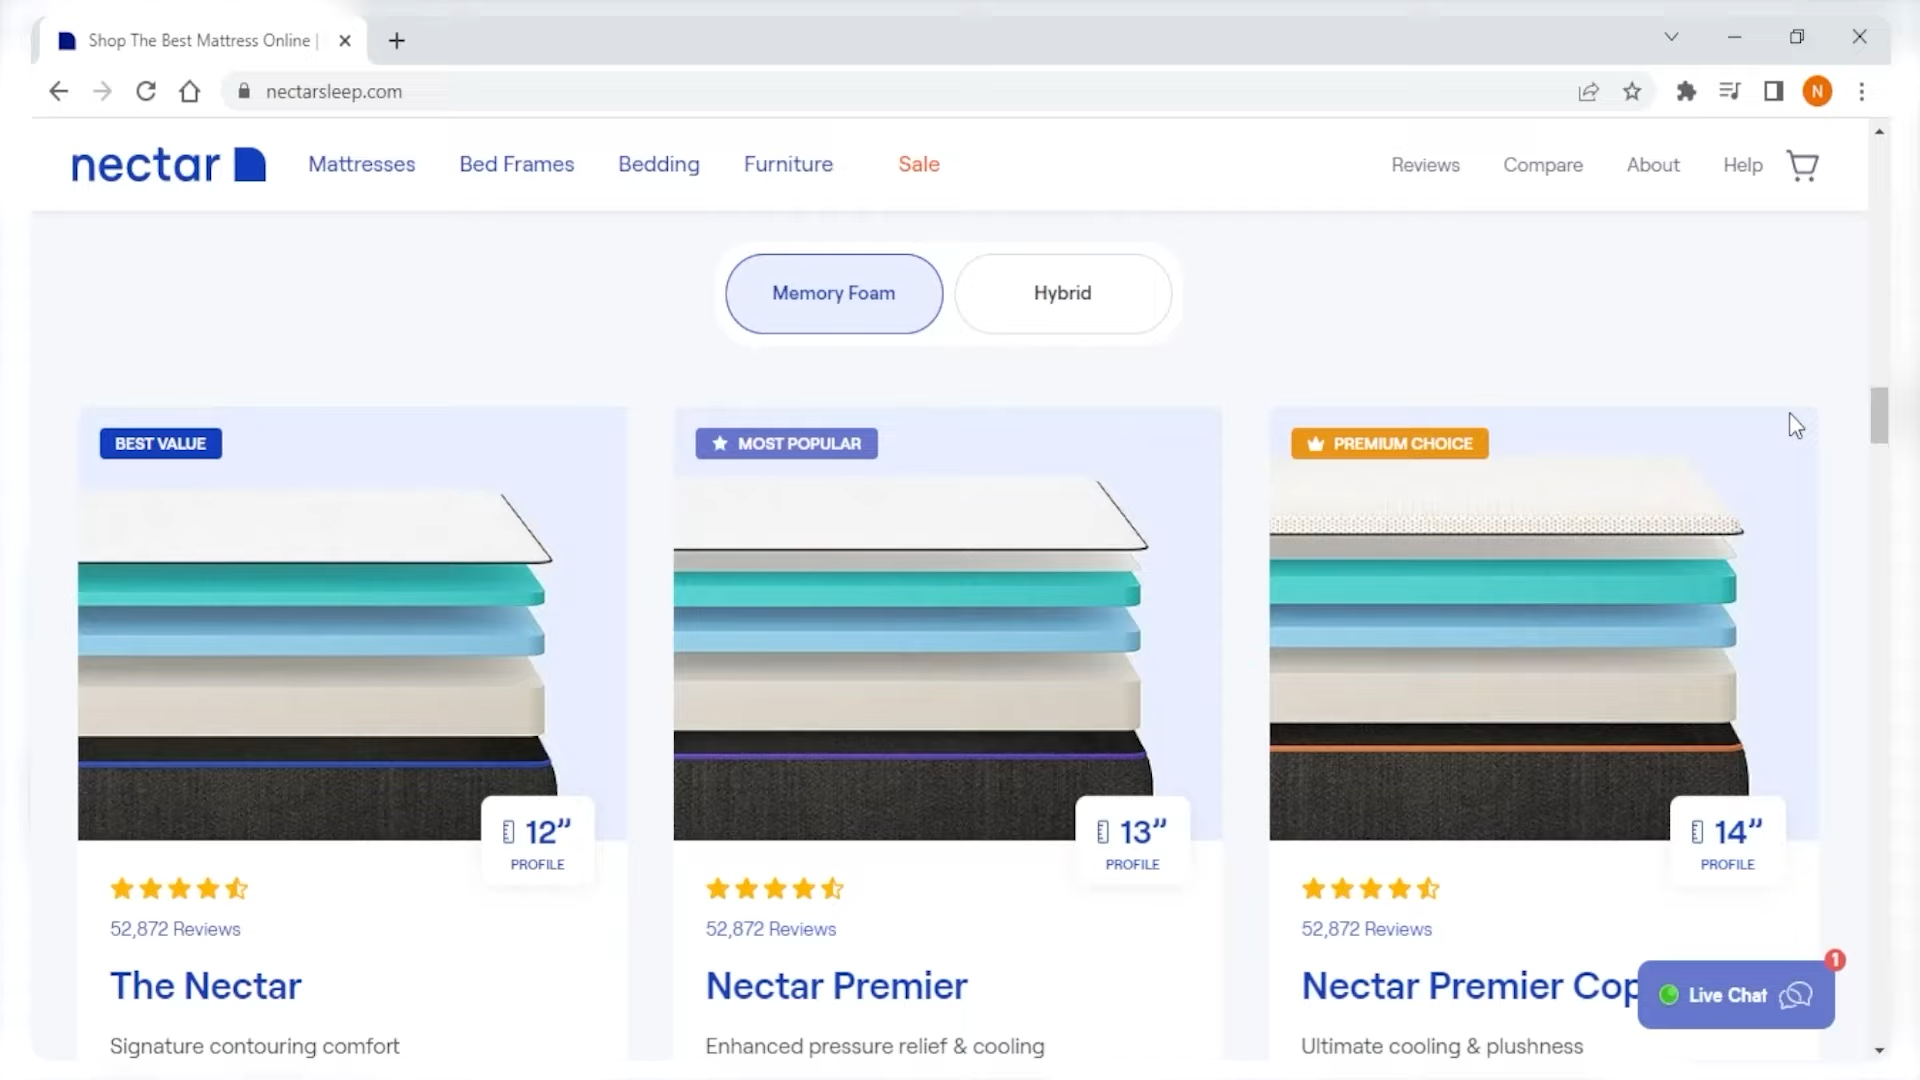 Shop The Best Mattress Online |
nectarsleep.com
N
nectar
Mattresses Bed Frames Bedding Furniture Sale Reviews Compare About Help
Memory Foam Hybrid
BEST VALUE MOST POPULAR PREMIUM CHOICE
12” 13” 14”
PROFILE PROFILE PROFILE
52,872 Reviews 52,872 Reviews 52,872 Reviews
1
The Nectar Nectar Premier Nectar Premier Cop
Live Chat
Signature contouring comfort Enhanced pressure relief & cooling Ultimate cooling & plushness